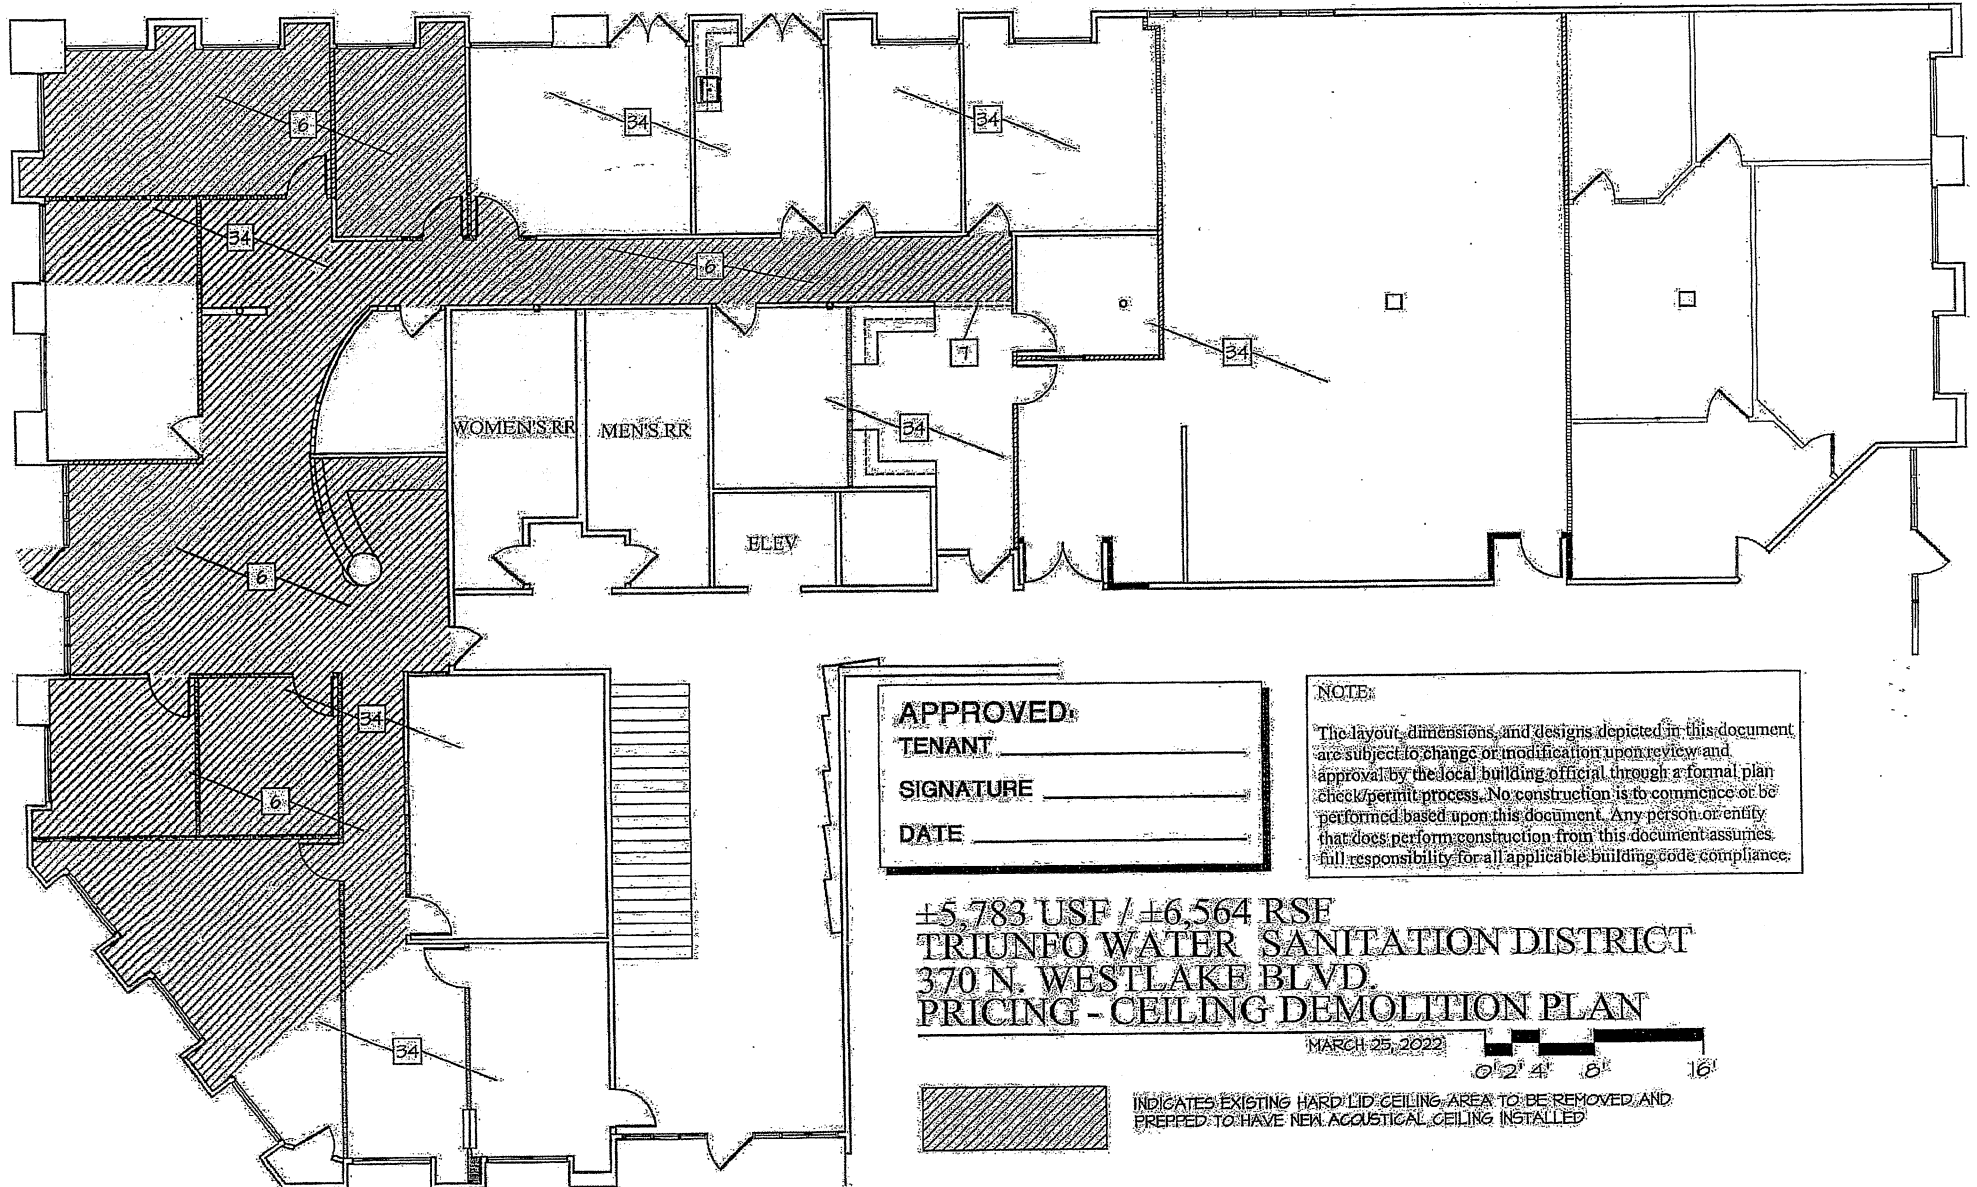 6
34
34
34
6
7
34
34
WOMEN'S RR
MEN'S RR
ELEV
6
34
6
34
APPROVED:
TENANT
SIGNATURE
DATE
NOTE:
The layout, dimensions, and designs depicted in this document
are subject to change or modification upon review and
approval by the local building official through a formal plan
check/permit process. No construction is to commence or be
performed based upon this document. Any person or entity
that does perform construction from this document assumes
full responsibility for all applicable building code compliance.
±5,783 USF / ±6,564 RSF
TRIUNFO WATER SANITATION DISTRICT
370 N. WESTLAKE BLVD.
PRICING - CEILING DEMOLITION PLAN
MARCH 25, 2022
0' 2' 4' 8' 16'
INDICATES EXISTING HARD LID CEILING AREA TO BE REMOVED AND
PREPPED TO HAVE NEW ACOUSTICAL CEILING INSTALLED